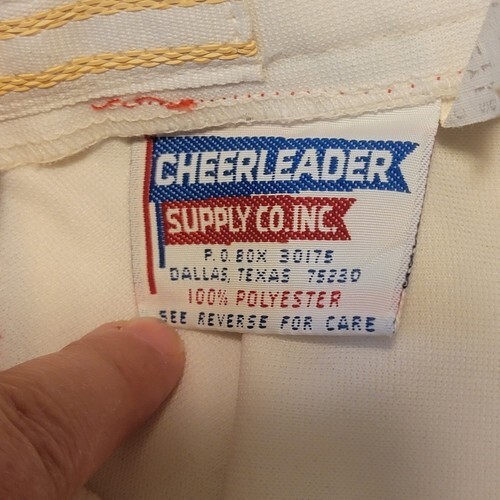 CHEERLEADER
SUPPLY CO. INC.
P.O. BOX 30175
DALLAS, TEXAS 75230
100% POLYESTER
SEE REVERSE FOR CARE